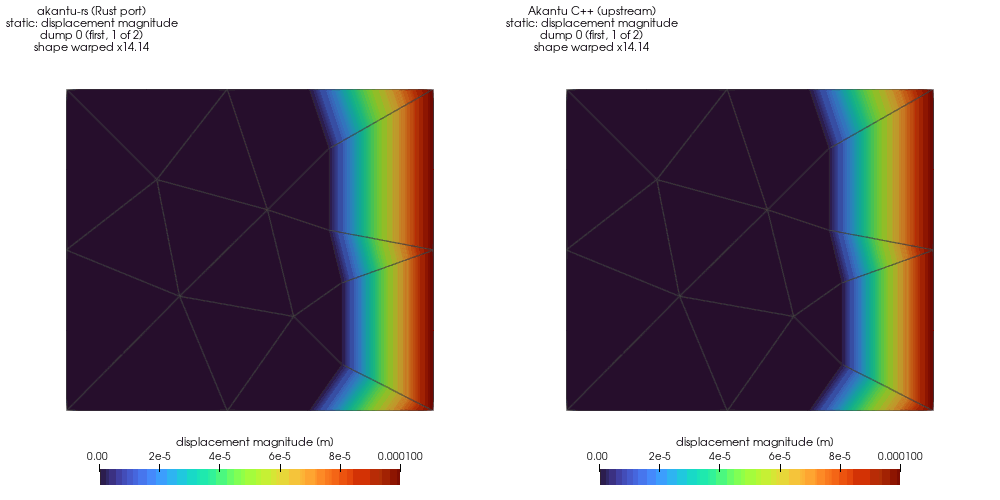 akantu-rs (Rust port)
static: displacement magnitude
dump 0 (first, 1 of 2)
shape warped x14.14
displacement magnitude (m)
0.00 2e-5 4e-5 6e-5 8e-5 0.000100
Akantu C++ (upstream)
static: displacement magnitude
dump 0 (first, 1 of 2)
shape warped x14.14
displacement magnitude (m)
0.00 2e-5 4e-5 6e-5 8e-5 0.000100